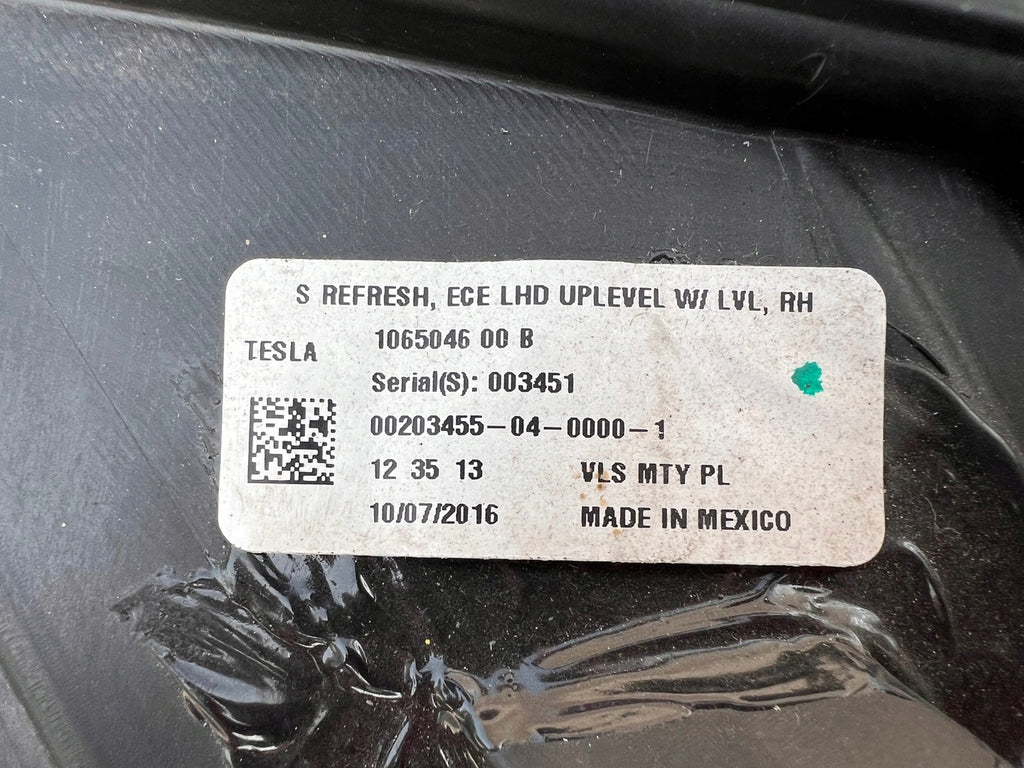 S REFRESH, ECE LHD UPLEVEL W/ LVL, RH
TESLA 1065046 00 B
Serial(S): 003451
00203455-04-0000-1
12 35 13 VLS MTY PL
10/07/2016 MADE IN MEXICO